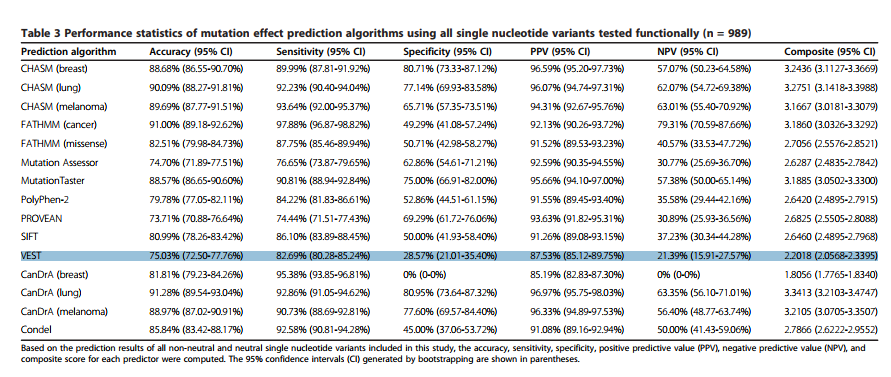 Table 3 Performance statistics of mutation effect prediction algorithms using all single nucleotide variants tested functionally (n = 989)
Prediction algorithm Accuracy (95% CI) Sensitivity (95% CI) Specificity (95% CI) PPV (95% CI) NPV (95% CI) Composite (95% CI)
CHASM (breast) 88.68% (86.55-90.70%) 89.99% (87.81-91.92%) 80.71% (73.33-87.12%) 96.59% (95.20-97.73%) 57.07% (50.23-64.58%) 3.2436 (3.1127-3.3669)
CHASM (lung) 90.09% (88.27-91.81%) 92.23% (90.40-94.04%) 77.14% (69.93-83.58%) 96.07% (94.74-97.31%) 62.07% (54.72-69.38%) 3.2751 (3.1418-3.3988)
CHASM (melanoma) 89.69% (87.77-91.51%) 93.64% (92.00-95.37%) 65.71% (57.35-73.51%) 94.31% (92.67-95.76%) 63.01% (55.40-70.92%) 3.1667 (3.0181-3.3079)
FATHMM (cancer) 91.00% (89.18-92.62%) 97.88% (96.87-98.82%) 49.29% (41.08-57.24%) 92.13% (90.26-93.72%) 79.31% (70.59-87.66%) 3.1860 (3.0326-3.3292)
FATHMM (missense) 82.51% (79.98-84.73%) 87.75% (85.46-89.94%) 50.71% (42.98-58.27%) 91.52% (89.53-93.23%) 40.57% (33.53-47.72%) 2.7056 (2.5576-2.8521)
Mutation Assessor 74.70% (71.89-77.51%) 76.65% (73.87-79.65%) 62.86% (54.61-71.21%) 92.59% (90.35-94.55%) 30.77% (25.69-36.70%) 2.6287 (2.4835-2.7842)
MutationTaster 88.57% (86.65-90.60%) 90.81% (88.94-92.84%) 75.00% (66.91-82.00%) 95.66% (94.10-97.00%) 57.38% (50.00-65.14%) 3.1885 (3.0502-3.3300)
PolyPhen-2 79.78% (77.05-82.11%) 84.22% (81.83-86.61%) 52.86% (44.51-61.15%) 91.55% (89.45-93.40%) 35.58% (29.44-42.16%) 2.6420 (2.4895-2.7915)
PROVEAN 73.71% (70.88-76.64%) 74.44% (71.51-77.43%) 69.29% (61.72-76.06%) 93.63% (91.82-95.31%) 30.89% (25.93-36.56%) 2.6825 (2.5505-2.8088)
SIFT 80.99% (78.26-83.42%) 86.10% (83.89-88.45%) 50.00% (41.93-58.40%) 91.26% (89.08-93.15%) 37.23% (30.34-44.28%) 2.6460 (2.4895-2.7968)
VEST 75.03% (72.50-77.76%) 82.69% (80.28-85.24%) 28.57% (21.01-35.40%) 87.53% (85.12-89.75%) 21.39% (15.91-27.57%) 2.2018 (2.0568-2.3395)
CanDrA (breast) 81.81% (79.23-84.26%) 95.38% (93.85-96.81%) 0% (0-0%) 85.19% (82.83-87.30%) 0% (0-0%) 1.8056 (1.7765-1.8340)
CanDrA (lung) 91.28% (89.54-93.04%) 92.86% (91.05-94.62%) 80.95% (73.64-87.32%) 96.97% (95.75-98.03%) 63.35% (56.10-71.01%) 3.3413 (3.2103-3.4747)
CanDrA (melanoma) 88.97% (87.02-90.91%) 90.73% (88.69-92.81%) 77.60% (69.57-84.40%) 96.33% (94.89-97.53%) 56.40% (48.77-63.74%) 3.2105 (3.0705-3.3507)
Condel 85.84% (83.42-88.17%) 92.58% (90.81-94.28%) 45.00% (37.06-53.72%) 91.08% (89.16-92.94%) 50.00% (41.43-59.06%) 2.7866 (2.6222-2.9552)
Based on the prediction results of all non-neutral and neutral single nucleotide variants included in this study, the accuracy, sensitivity, specificity, positive predictive value (PPV), negative predictive value (NPV), and
composite score for each predictor were computed. The 95% confidence intervals (CI) generated by bootstrapping are shown in parentheses.